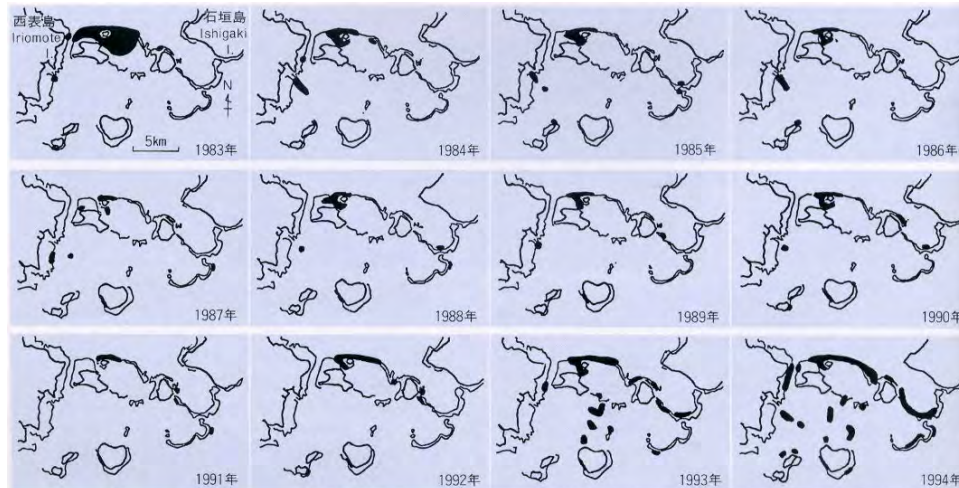 西表島
Iriomote
I.
石垣島
Ishigaki
I.
N
5km
1983年
1984年
1985年
1986年
1987年
1988年
1989年
1990年
1991年
1992年
1993年
1994年